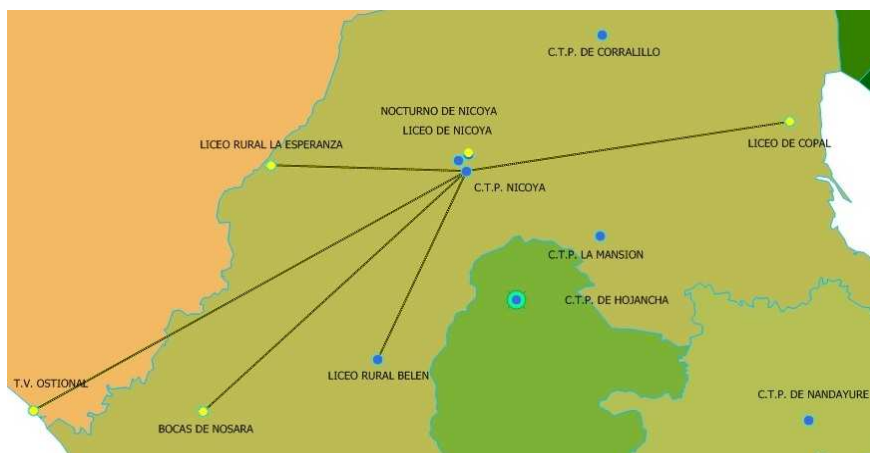 C.T.P. DE CORRALILLO
NOCTURNO DE NICOYA
LICEO DE NICOYA
LICEO RURAL LA ESPERANZA
LICEO DE COPAL
C.T.P. NICOYA
C.T.P. LA MANSION
C.T.P. DE HOJANCHA
LICEO RURAL BELEN
T.V. OSTIONAL
C.T.P. DE NANDAYURE
BOCAS DE NOSARA